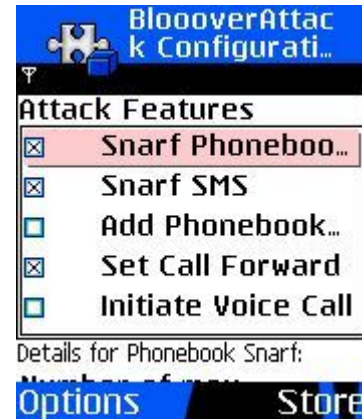 BloooverAttac
k Configurati…
Attack Features
Snarf Phoneboo…
Snarf SMS
Add Phonebook…
Set Call Forward
Initiate Voice Call
Details for Phonebook Snarf:
Options Store